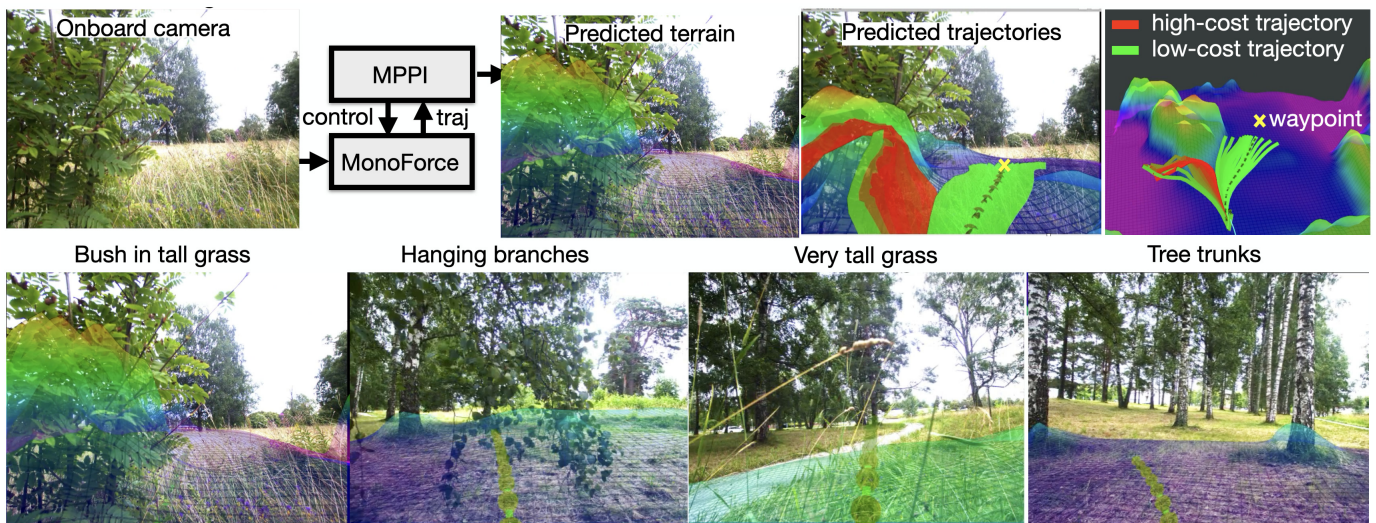 Onboard camera
MPPI
control
traj
MonoForce
Predicted terrain
Predicted trajectories
high-cost trajectory
low-cost trajectory
waypoint
Bush in tall grass
Hanging branches
Very tall grass
Tree trunks